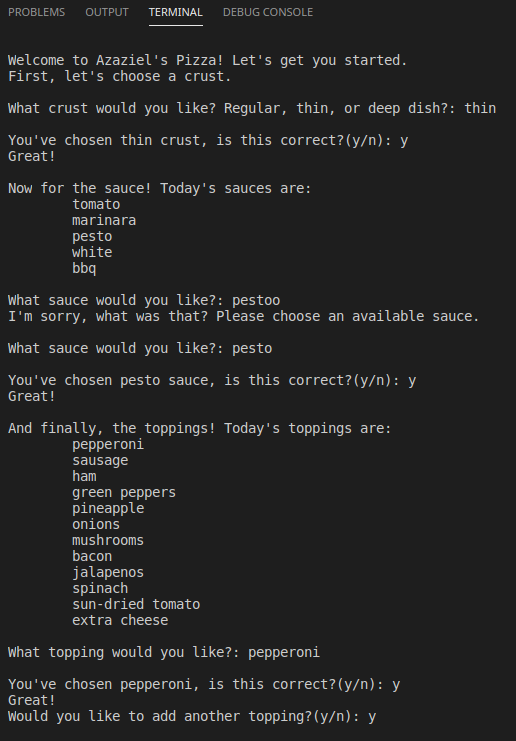 PROBLEMS OUTPUT TERMINAL DEBUG CONSOLE
Welcome to Azaziel's Pizza! Let's get you started.
First, let's choose a crust.
What crust would you like? Regular, thin, or deep dish?: thin
You've chosen thin crust, is this correct?(y/n): y
Great!
Now for the sauce! Today's sauces are:
tomato
marinara
pesto
white
bbq
What sauce would you like?: pestoo
I'm sorry, what was that? Please choose an available sauce.
What sauce would you like?: pesto
You've chosen pesto sauce, is this correct?(y/n): y
Great!
And finally, the toppings! Today's toppings are:
pepperoni
sausage
ham
green peppers
pineapple
onions
mushrooms
bacon
jalapenos
spinach
sun-dried tomato
extra cheese
What topping would you like?: pepperoni
You've chosen pepperoni, is this correct?(y/n): y
Great!
Would you like to add another topping?(y/n): y